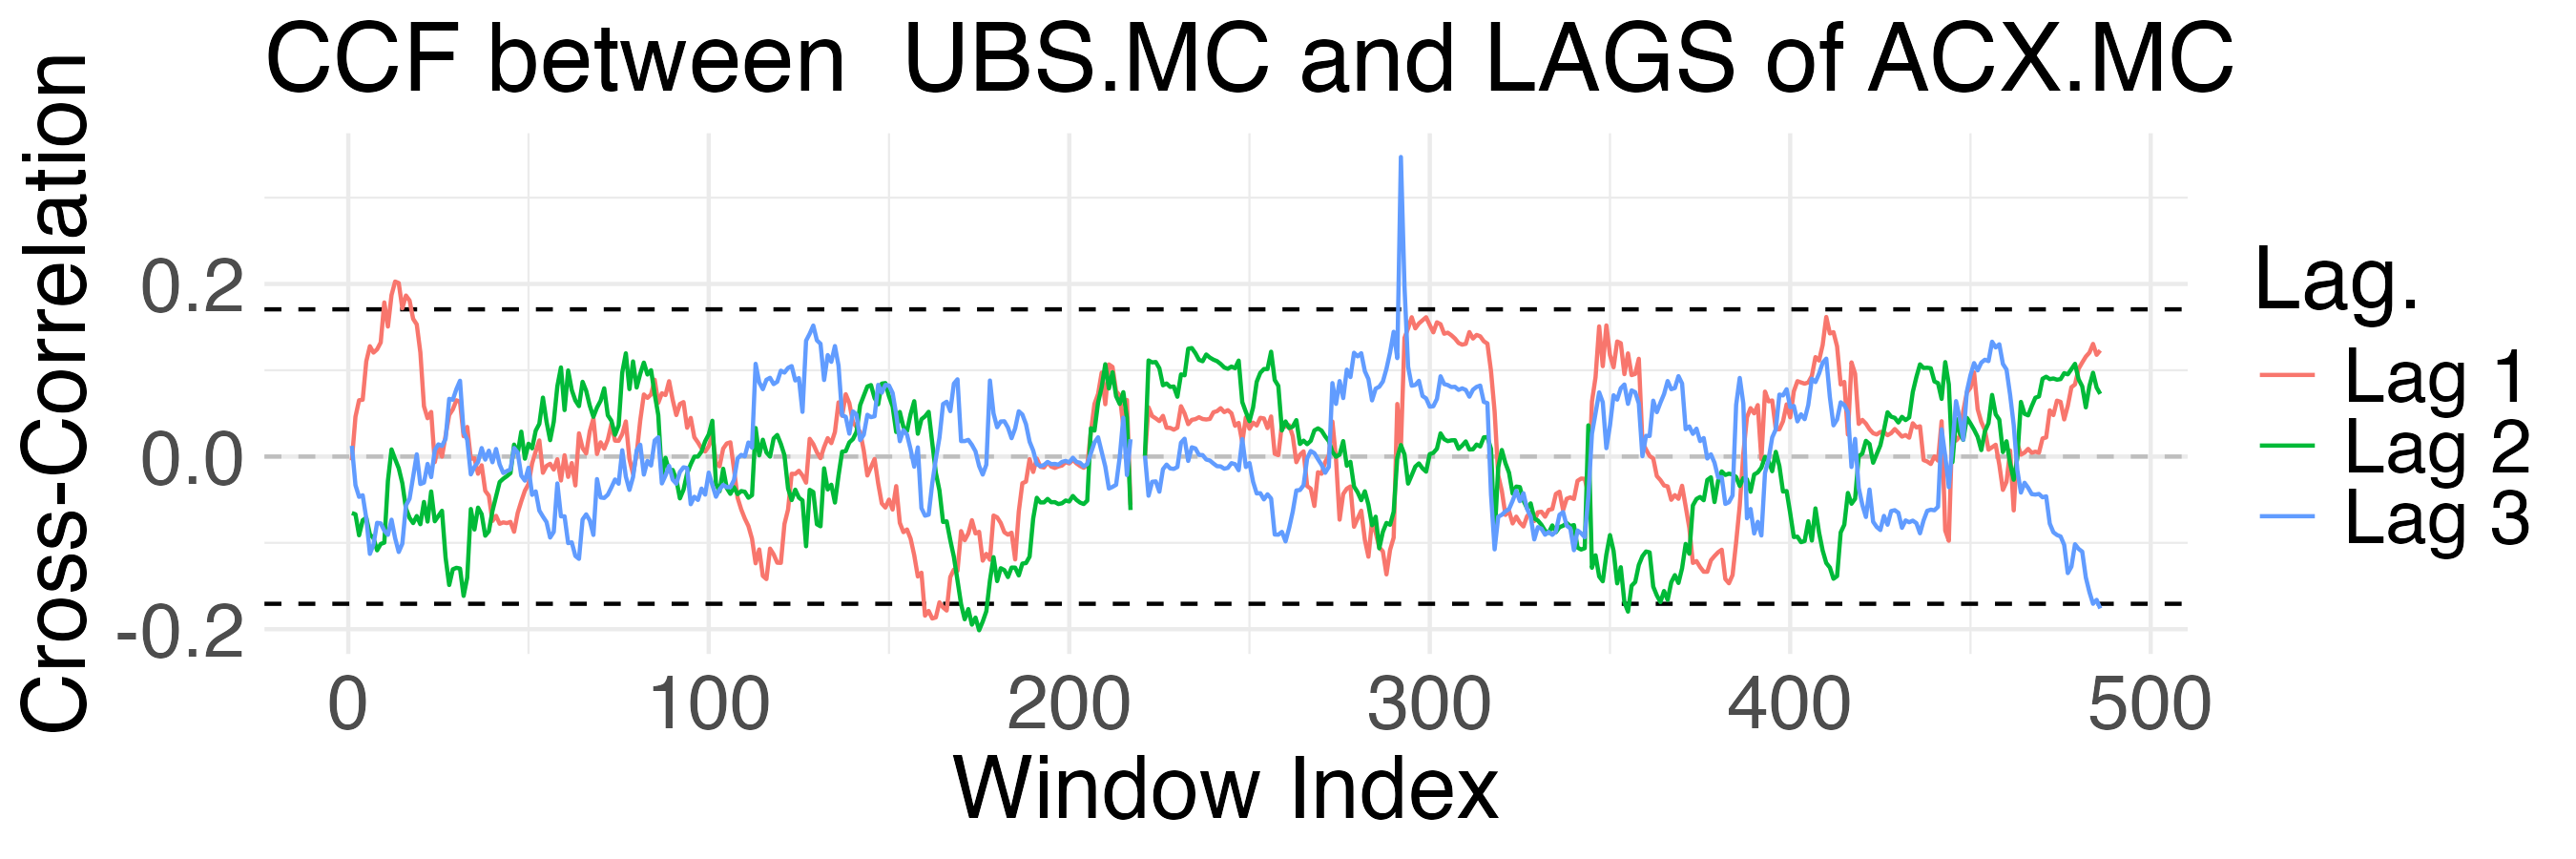 CCF between  UBS.MC and LAGS of ACX.MC
Cross-Correlation
0.2
0.0
-0.2
0 100 200 300 400 500
Window Index
Lag.
Lag 1
Lag 2
Lag 3